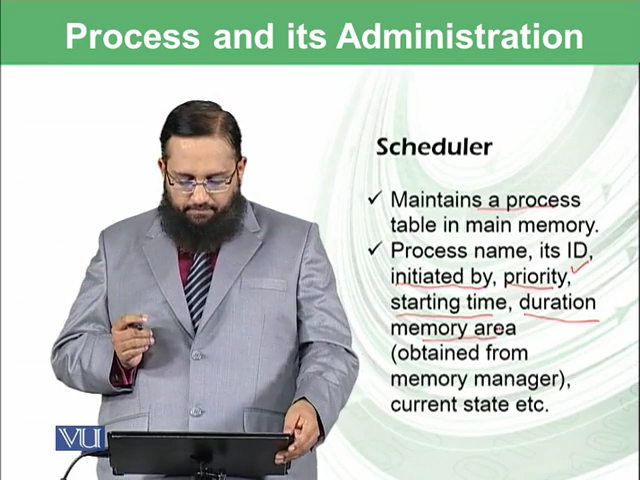 Process and its Administration
Scheduler
✓ Maintains a process
table in main memory.
✓ Process name, its ID,
initiated by, priority,
starting time, duration
memory area
(obtained from
memory manager),
current state etc.
VU